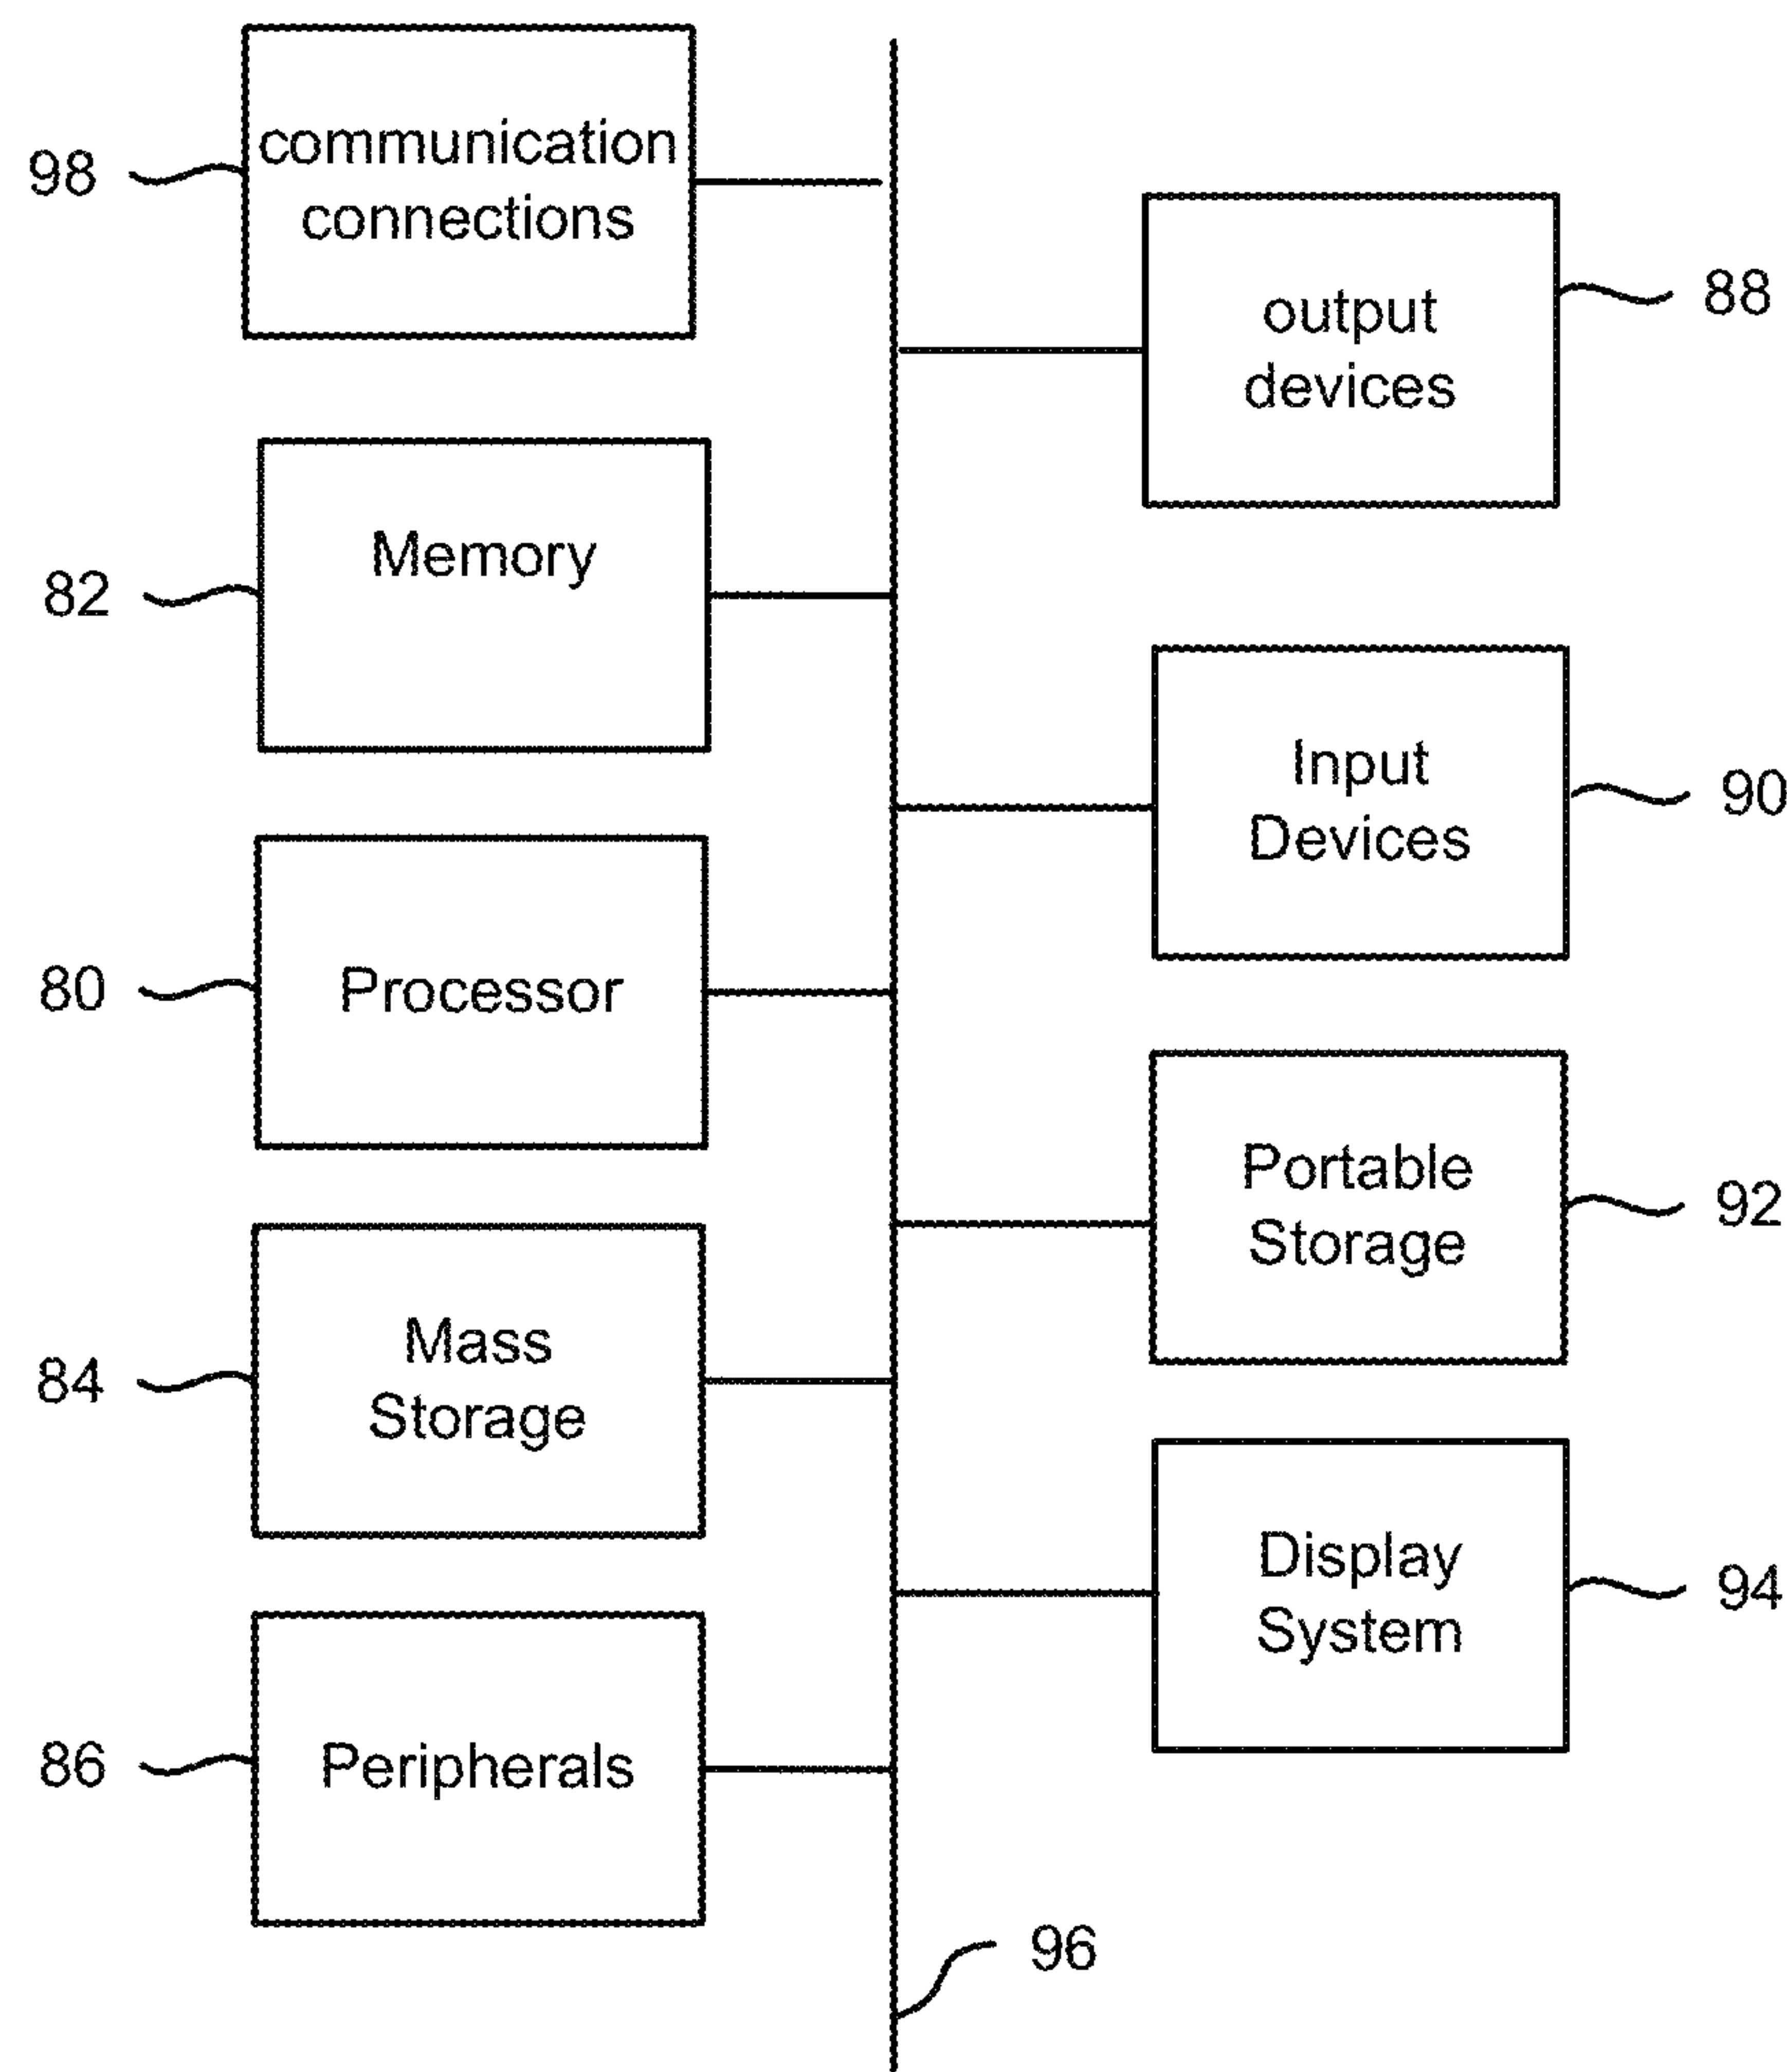 98
communication
connections
output
devices
88
82
Memory
Input
Devices
90
80
Processor
Portable
Storage
92
84
Mass
Storage
Display
System
94
86
Peripherals
96